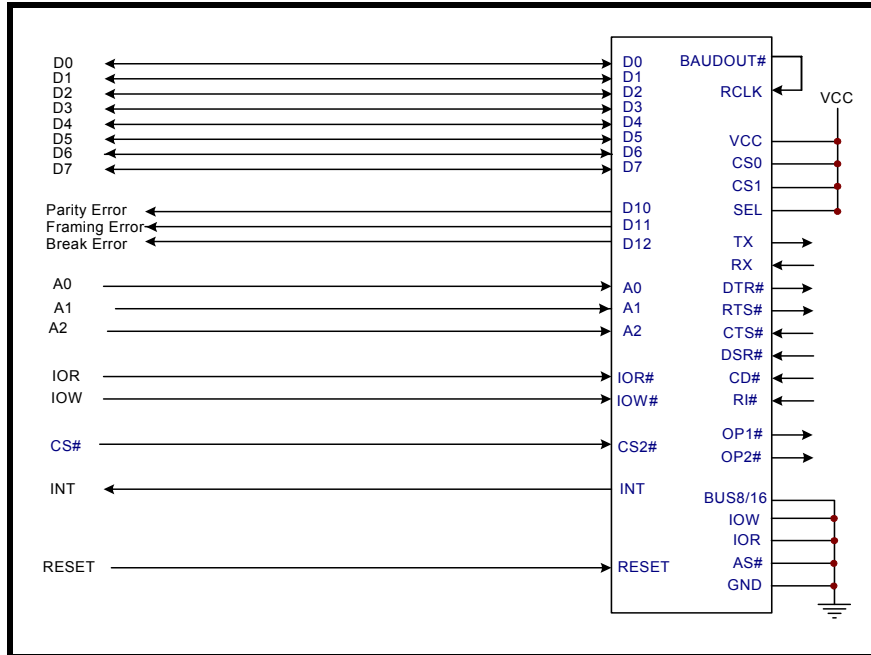 D0 D0 BAUDOUT#
D1 D1
D2 D2 RCLK
D3 D3 VCC
D4 D4
D5 D5 VCC
D6 D6 CS0
D7 D7 CS1
Parity Error D10 SEL
Framing Error D11
Break Error D12 TX
RX
A0 A0 DTR#
A1 A1 RTS#
A2 A2 CTS#
DSR#
IOR IOR# CD#
IOW IOW# RI#
OP1#
CS# CS2# OP2#
INT INT BUS8/16
IOW
IOR
RESET RESET AS#
GND